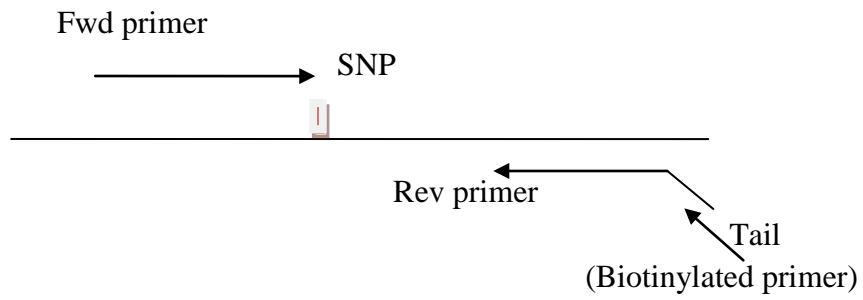 Fwd primer
SNP
Rev primer
Tail
(Biotinylated primer)